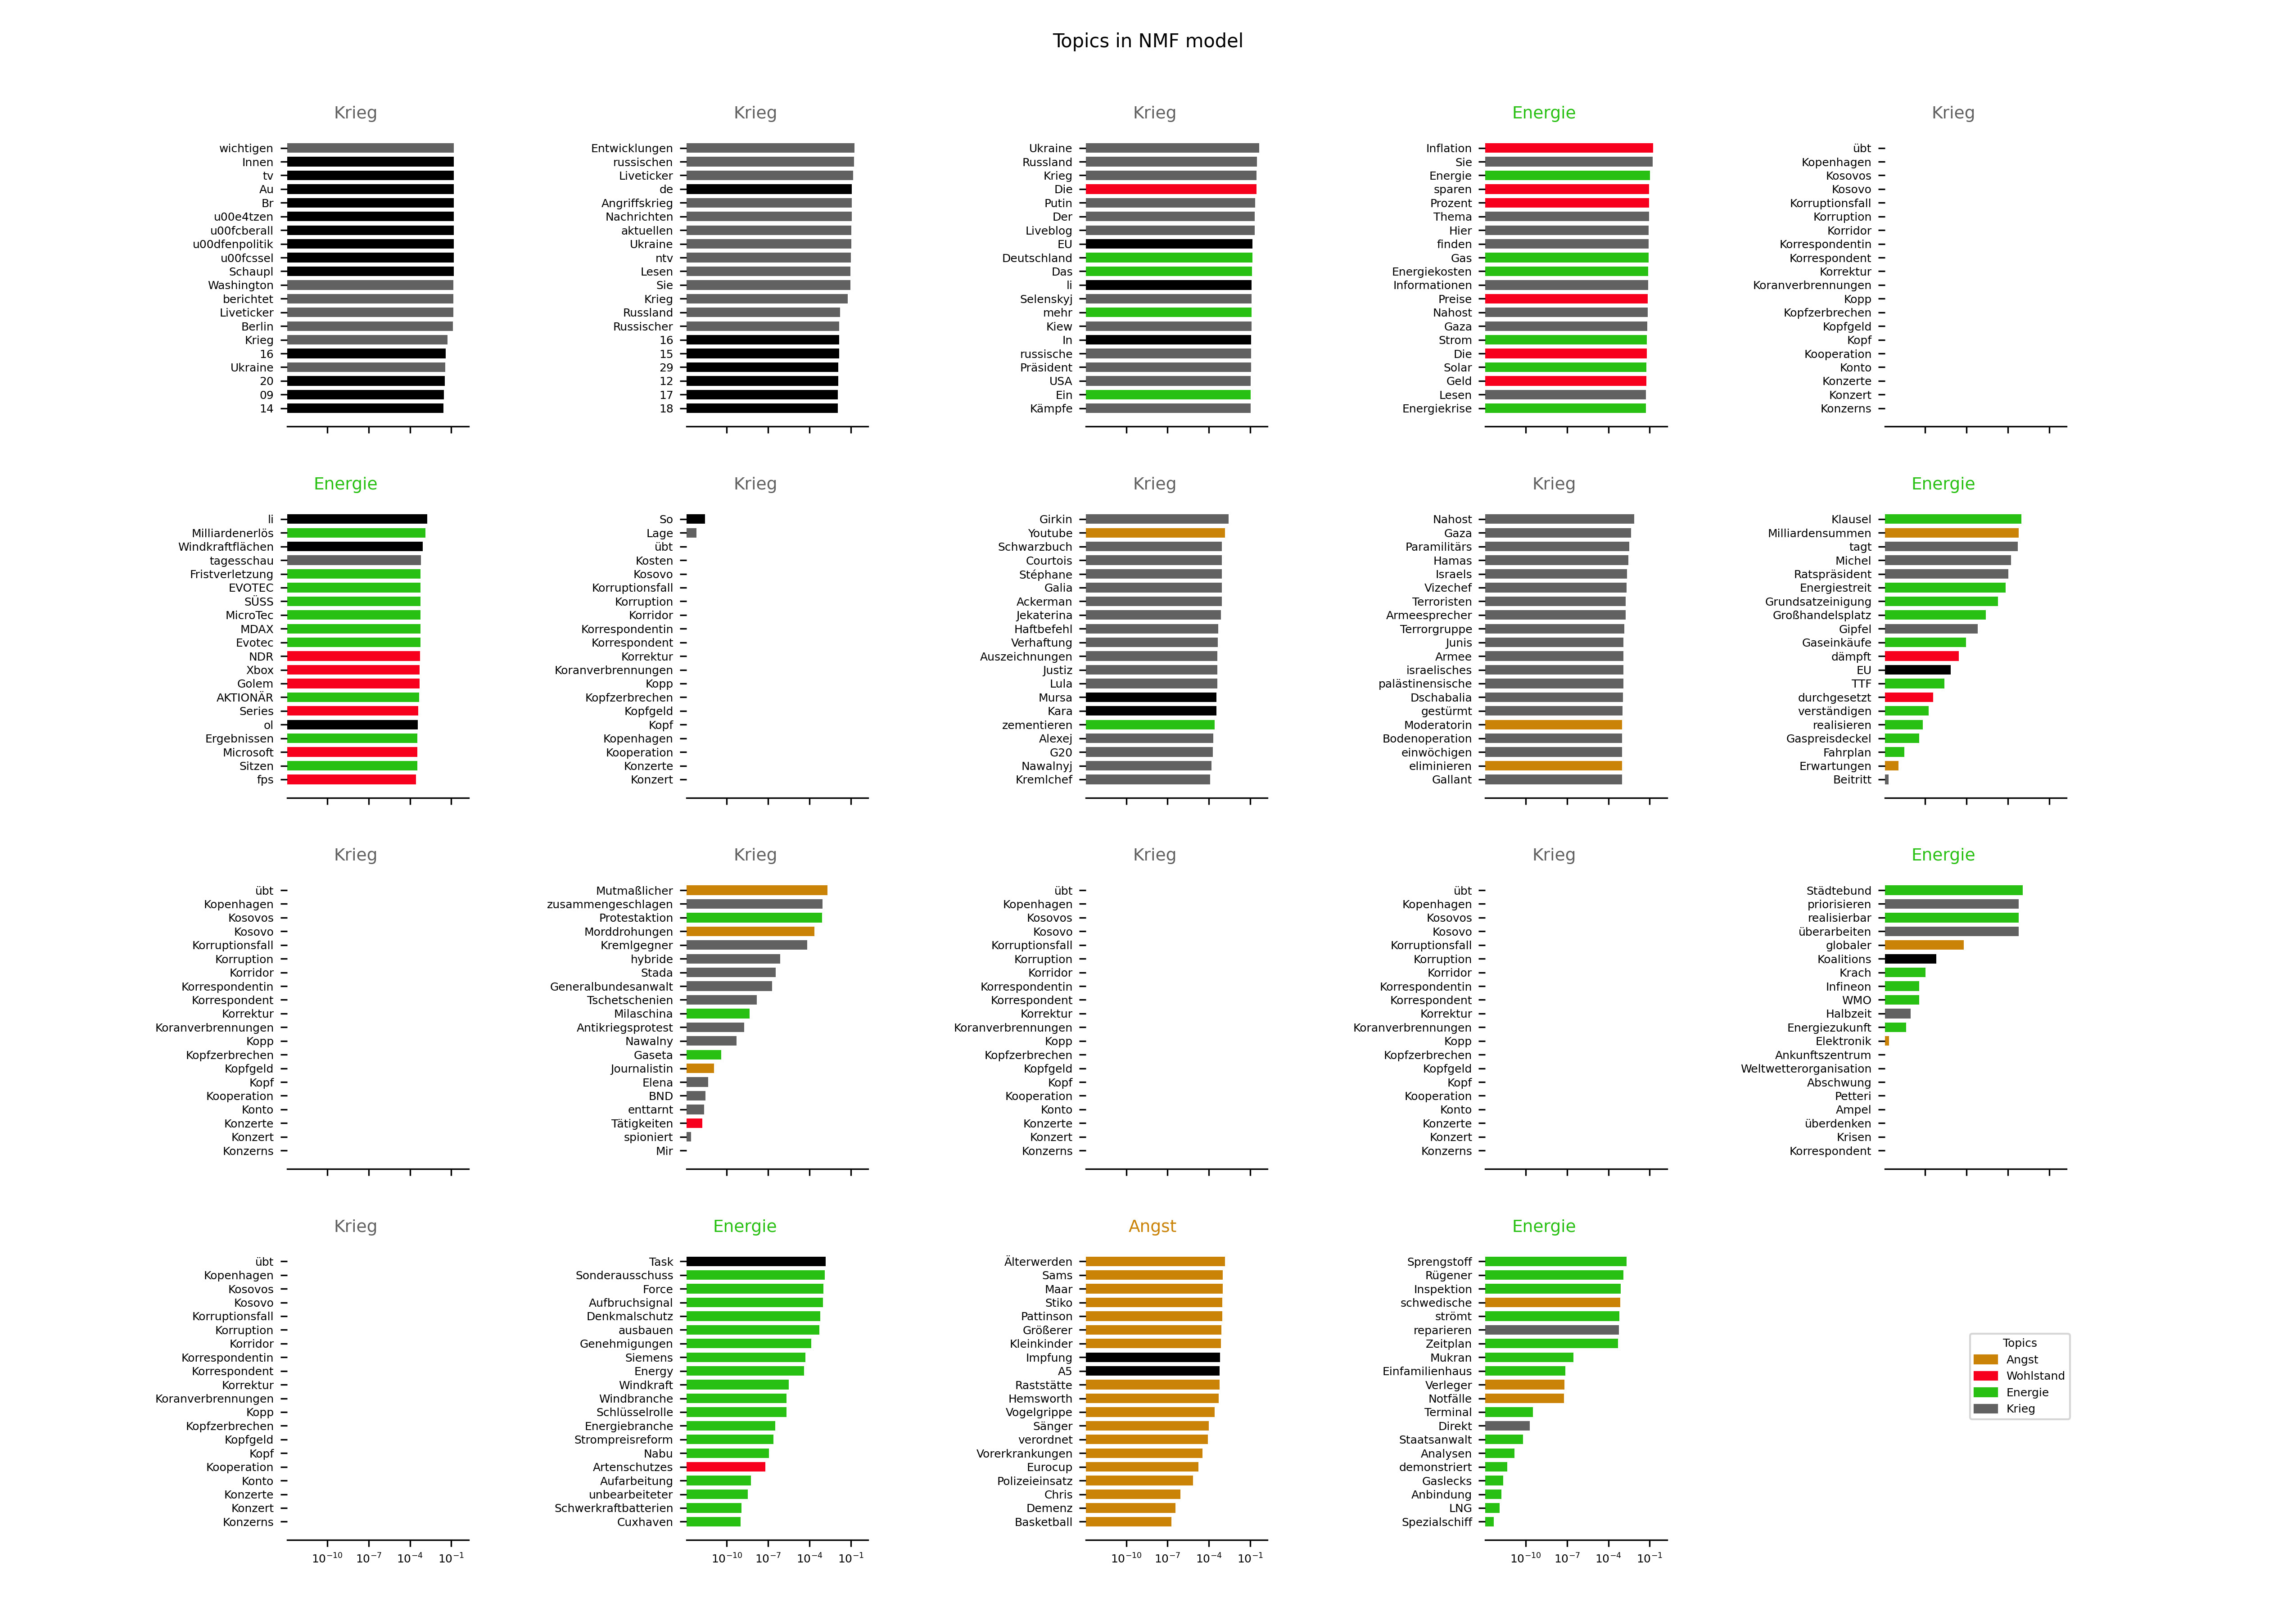 Topics in NMF model
Krieg
wichtigen
Innen
tv
Au
Br
u00e4tzen
u00fcberall
u00dfenpolitik
u00fcssel
Schaupl
Washington
berichtet
Liveticker
Berlin
Krieg
16
Ukraine
20
09
14
Krieg
Entwicklungen
russischen
Liveticker
de
Angriffskrieg
Nachrichten
aktuellen
Ukraine
ntv
Lesen
Sie
Krieg
Russland
Russischer
16
15
29
12
17
18
Krieg
Ukraine
Russland
Krieg
Die
Putin
Der
Liveblog
EU
Deutschland
Das
li
Selenskyj
mehr
Kiew
In
russische
Präsident
USA
Ein
Kämpfe
Energie
Inflation
Sie
Energie
sparen
Prozent
Thema
Hier
finden
Gas
Energiekosten
Informationen
Preise
Nahost
Gaza
Strom
Die
Solar
Geld
Lesen
Energiekrise
Krieg
übt
Kopenhagen
Kosovos
Kosovo
Korruptionsfall
Korruption
Korridor
Korrespondentin
Korrespondent
Korrektur
Koranverbrennungen
Kopp
Kopfzerbrechen
Kopfgeld
Kopf
Kooperation
Konto
Konzerte
Konzert
Konzerns
Energie
li
Milliardenerlös
Windkraftflächen
tagesschau
Fristverletzung
EVOTEC
SÜSS
MicroTec
MDAX
Evotec
NDR
Xbox
Golem
AKTIONÄR
Series
ol
Ergebnissen
Microsoft
Sitzen
fps
Krieg
So
Lage
übt
Kosten
Kosovo
Korruptionsfall
Korruption
Korridor
Korrespondentin
Korrespondent
Korrektur
Koranverbrennungen
Kopp
Kopfzerbrechen
Kopfgeld
Kopf
Kopenhagen
Kooperation
Konzerte
Konzert
Krieg
Girkin
Youtube
Schwarzbuch
Courtois
Stéphane
Galia
Ackerman
Jekaterina
Haftbefehl
Verhaftung
Auszeichnungen
Justiz
Lula
Mursa
Kara
zementieren
Alexej
G20
Nawalnyj
Kremlchef
Krieg
Nahost
Gaza
Paramilitärs
Hamas
Israels
Vizechef
Terroristen
Armeesprecher
Terrorgruppe
Junis
Armee
israelisches
palästinensische
Dschabalia
gestürmt
Moderatorin
Bodenoperation
einwöchigen
eliminieren
Gallant
Energie
Klausel
Milliardensummen
tagt
Michel
Ratspräsident
Energiestreit
Grundsatzeinigung
Großhandelsplatz
Gipfel
Gaseinkäufe
dämpft
EU
TTF
durchgesetzt
verständigen
realisieren
Gaspreisdeckel
Fahrplan
Erwartungen
Beitritt
Krieg
übt
Kopenhagen
Kosovos
Kosovo
Korruptionsfall
Korruption
Korridor
Korrespondentin
Korrespondent
Korrektur
Koranverbrennungen
Kopp
Kopfzerbrechen
Kopfgeld
Kopf
Kooperation
Konto
Konzerte
Konzert
Konzerns
Krieg
Mutmaßlicher
zusammengeschlagen
Protestaktion
Morddrohungen
Kremlgegner
hybride
Stada
Generalbundesanwalt
Tschetschenien
Milaschina
Antikriegsprotest
Nawalny
Gaseta
Journalistin
Elena
BND
enttarnt
Tätigkeiten
spioniert
Mir
Krieg
übt
Kopenhagen
Kosovos
Kosovo
Korruptionsfall
Korruption
Korridor
Korrespondentin
Korrespondent
Korrektur
Koranverbrennungen
Kopp
Kopfzerbrechen
Kopfgeld
Kopf
Kooperation
Konto
Konzerte
Konzert
Konzerns
Krieg
übt
Kopenhagen
Kosovos
Kosovo
Korruptionsfall
Korruption
Korridor
Korrespondentin
Korrespondent
Korrektur
Koranverbrennungen
Kopp
Kopfzerbrechen
Kopfgeld
Kopf
Kooperation
Konto
Konzerte
Konzert
Konzerns
Energie
Städtebund
priorisieren
realisierbar
überarbeiten
globaler
Koalitions
Krach
Infineon
WMO
Halbzeit
Energiezukunft
Elektronik
Ankunftszentrum
Weltwetterorganisation
Abschwung
Petteri
Ampel
überdenken
Krisen
Korrespondent
Krieg
übt
Kopenhagen
Kosovos
Kosovo
Korruptionsfall
Korruption
Korridor
Korrespondentin
Korrespondent
Korrektur
Koranverbrennungen
Kopp
Kopfzerbrechen
Kopfgeld
Kopf
Kooperation
Konto
Konzerte
Konzert
Konzerns
10⁻¹⁰ 10⁻⁷ 10⁻⁴ 10⁻¹
Energie
Task
Sonderausschuss
Force
Aufbruchsignal
Denkmalschutz
ausbauen
Genehmigungen
Siemens
Energy
Windkraft
Windbranche
Schlüsselrolle
Energiebranche
Strompreisreform
Nabu
Artenschutzes
Aufarbeitung
unbearbeiteter
Schwerkraftbatterien
Cuxhaven
10⁻¹⁰ 10⁻⁷ 10⁻⁴ 10⁻¹
Angst
Älterwerden
Sams
Maar
Stiko
Pattinson
Größerer
Kleinkinder
Impfung
A5
Raststätte
Hemsworth
Vogelgrippe
Sänger
verordnet
Vorerkrankungen
Eurocup
Polizeieinsatz
Chris
Demenz
Basketball
10⁻¹⁰ 10⁻⁷ 10⁻⁴ 10⁻¹
Energie
Sprengstoff
Rügener
Inspektion
schwedische
strömt
reparieren
Zeitplan
Mukran
Einfamilienhaus
Verleger
Notfälle
Terminal
Direkt
Staatsanwalt
Analysen
demonstriert
Gaslecks
Anbindung
LNG
Spezialschiff
10⁻¹⁰ 10⁻⁷ 10⁻⁴ 10⁻¹
Topics
Angst
Wohlstand
Energie
Krieg